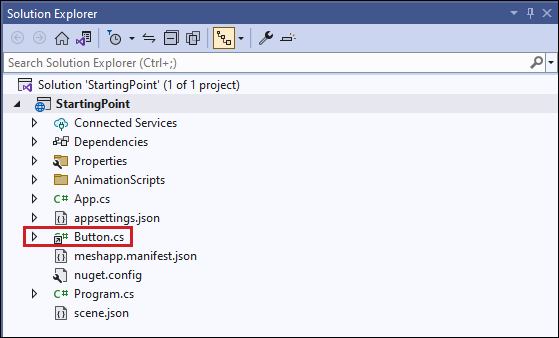 Solution Explorer
Search Solution Explorer (Ctrl+;)
Solution 'StartingPoint' (1 of 1 project)
StartingPoint
Connected Services
Dependencies
Properties
AnimationScripts
C# App.cs
appsettings.json
Button.cs
meshapp.manifest.json
nuget.config
C# Program.cs
scene.json